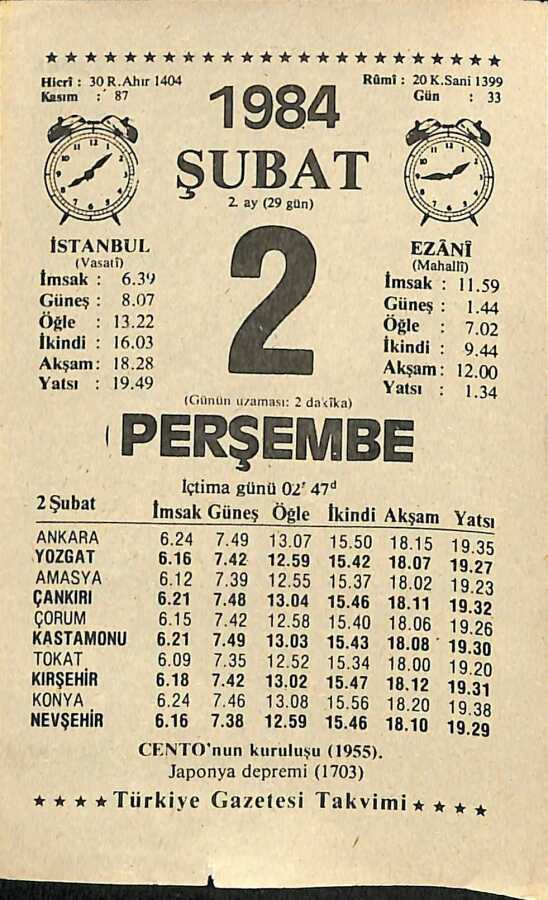 ★ ★ ★ ★ ★ ★ ★ ★ ★ ★ ★ ★ ★ ★ ★ ★ ★ ★ ★ ★
Hicrî : 30 R.Ahır 1404
Kasım : 87
Rûmî : 20 K.Sani 1399
Gün : 33
1984
ŞUBAT
2. ay (29 gün)
2
İSTANBUL
(Vasatî)
İmsak : 6.39
Güneş : 8.07
Öğle : 13.22
İkindi : 16.03
Akşam: 18.28
Yatsı : 19.49
EZÂNÎ
(Mahallî)
İmsak : 11.59
Güneş : 1.44
Öğle : 7.02
İkindi : 9.44
Akşam: 12.00
Yatsı : 1.34
(Günün uzaması: 2 dakîka)
PERŞEMBE
İçtima günü 02ˢ 47ᵈ
2 Şubat İmsak Güneş Öğle İkindi Akşam Yatsı
ANKARA 6.24 7.49 13.07 15.50 18.15 19.35
YOZGAT 6.16 7.42 12.59 15.42 18.07 19.27
AMASYA 6.12 7.39 12.55 15.37 18.02 19.23
ÇANKIRI 6.21 7.48 13.04 15.46 18.11 19.32
ÇORUM 6.15 7.42 12.58 15.40 18.06 19.26
KASTAMONU 6.21 7.49 13.03 15.43 18.08 19.30
TOKAT 6.09 7.35 12.52 15.34 18.00 19.20
KIRŞEHİR 6.18 7.42 13.02 15.47 18.12 19.31
KONYA 6.24 7.46 13.08 15.56 18.20 19.38
NEVŞEHİR 6.16 7.38 12.59 15.46 18.10 19.29
CENTO'nun kuruluşu (1955).
Japonya depremi (1703)
★ ★ ★ ★ Türkiye Gazetesi Takvimi ★ ★ ★ ★